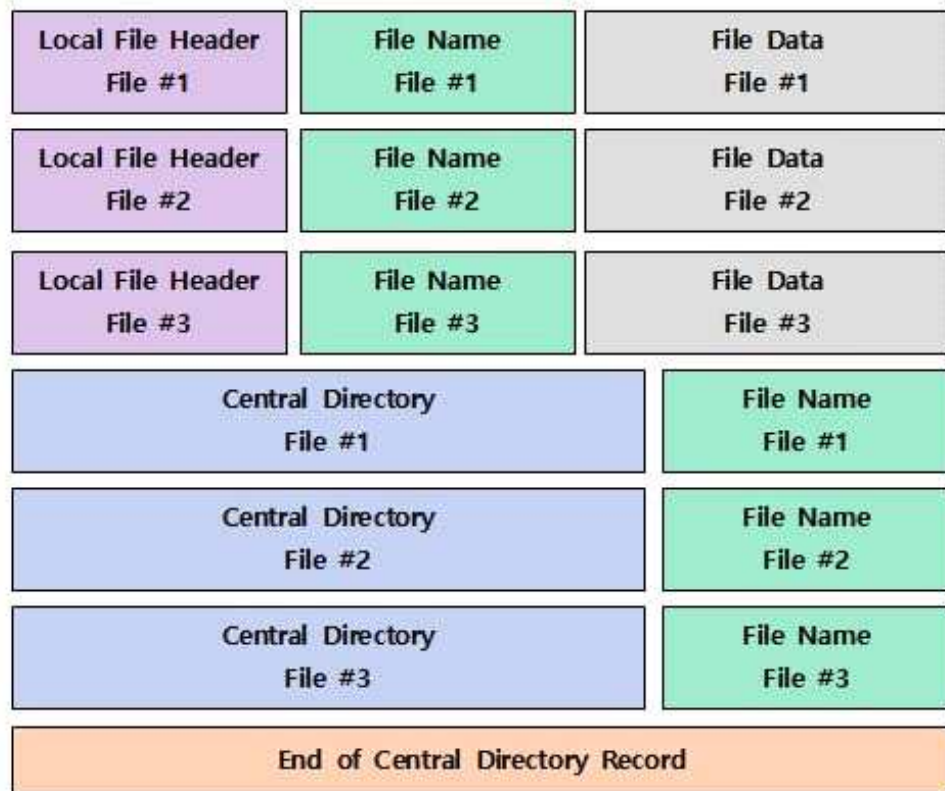 Local File Header
File #1
File Name
File #1
File Data
File #1
Local File Header
File #2
File Name
File #2
File Data
File #2
Local File Header
File #3
File Name
File #3
File Data
File #3
Central Directory
File #1
File Name
File #1
Central Directory
File #2
File Name
File #2
Central Directory
File #3
File Name
File #3
End of Central Directory Record